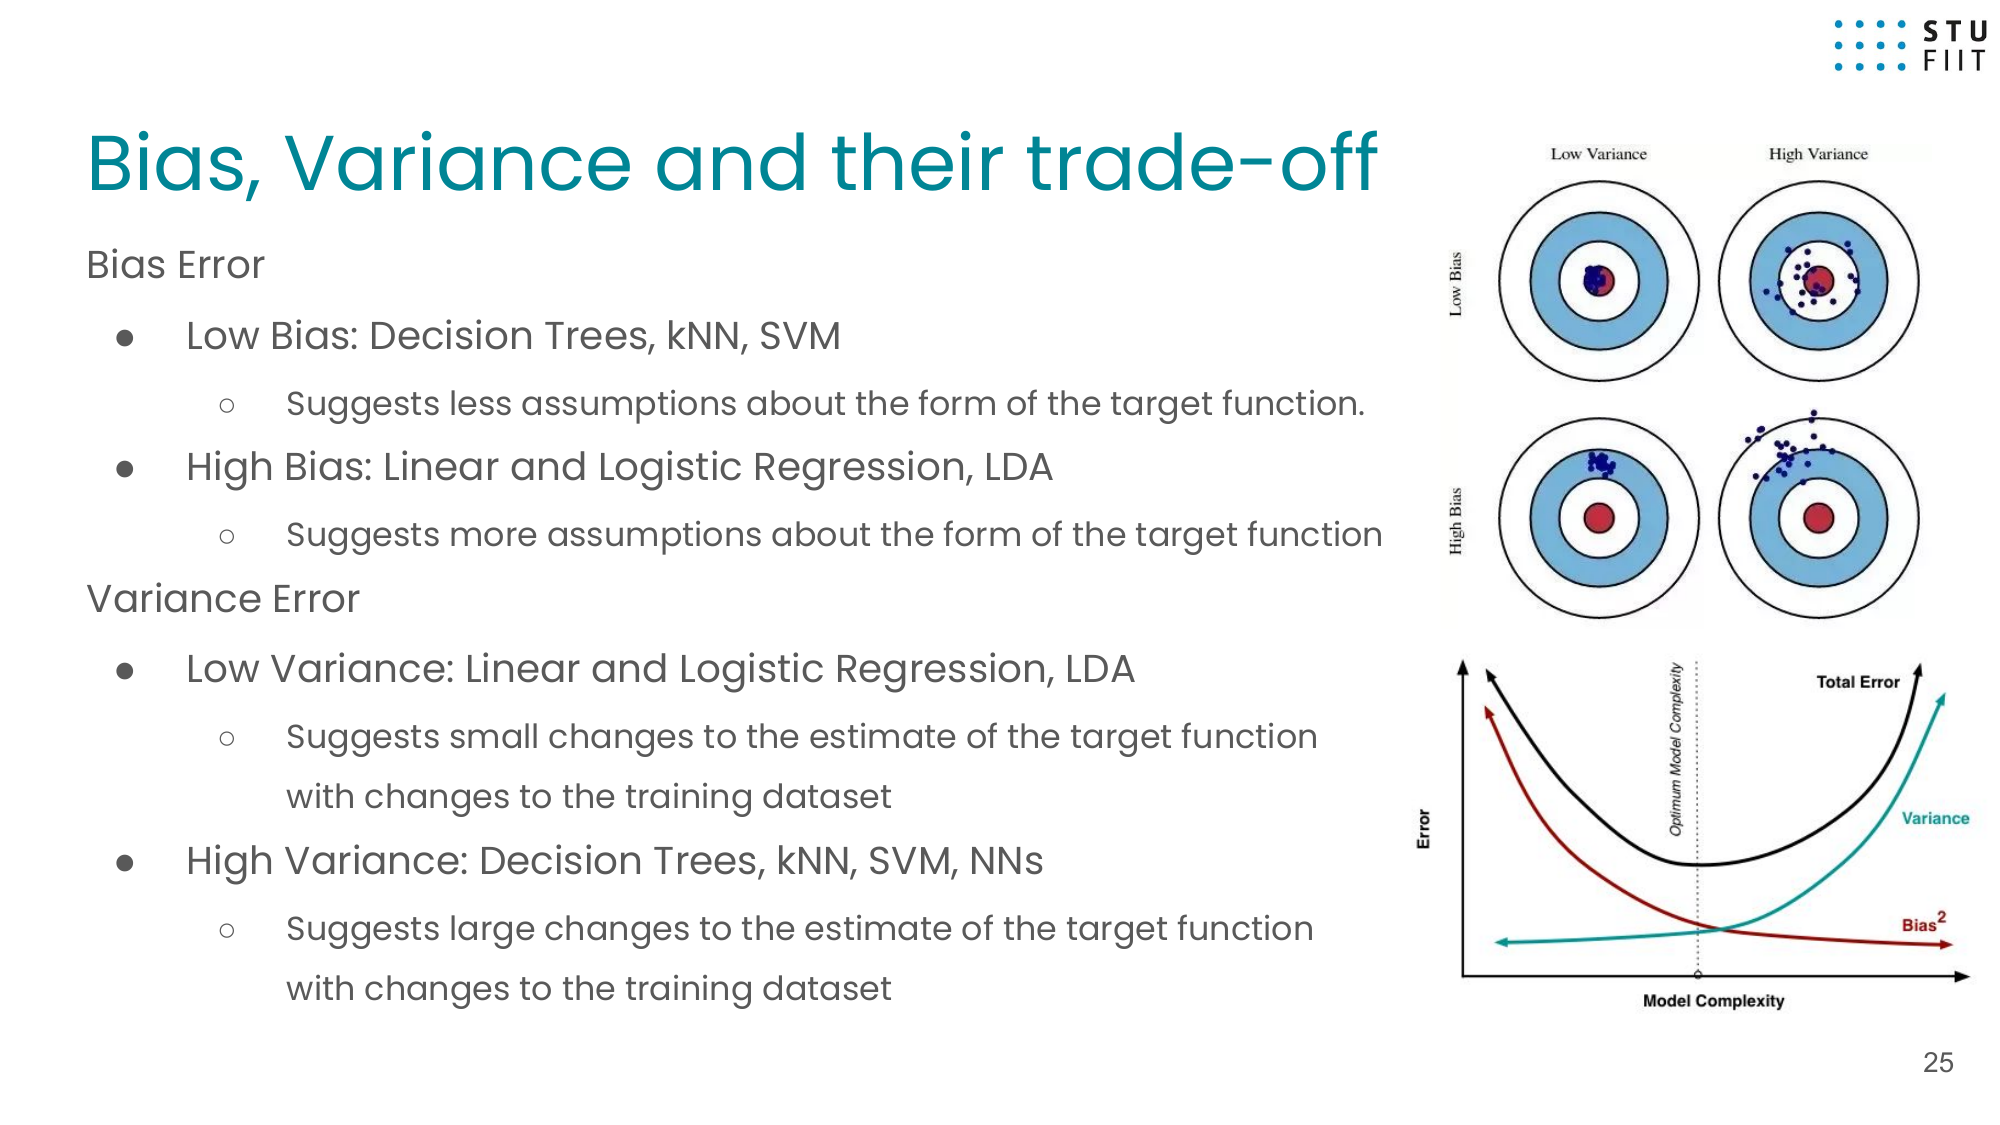 STU
FIIT
Bias, Variance and their trade-off
Bias Error
● Low Bias: Decision Trees, kNN, SVM
○ Suggests less assumptions about the form of the target function.
● High Bias: Linear and Logistic Regression, LDA
○ Suggests more assumptions about the form of the target function
Variance Error
● Low Variance: Linear and Logistic Regression, LDA
○ Suggests small changes to the estimate of the target function
with changes to the training dataset
● High Variance: Decision Trees, kNN, SVM, NNs
○ Suggests large changes to the estimate of the target function
with changes to the training dataset
Low Variance
High Variance
Low Bias
High Bias
Optimum Model Complexity
Total Error
Variance
Bias²
Error
Model Complexity
25